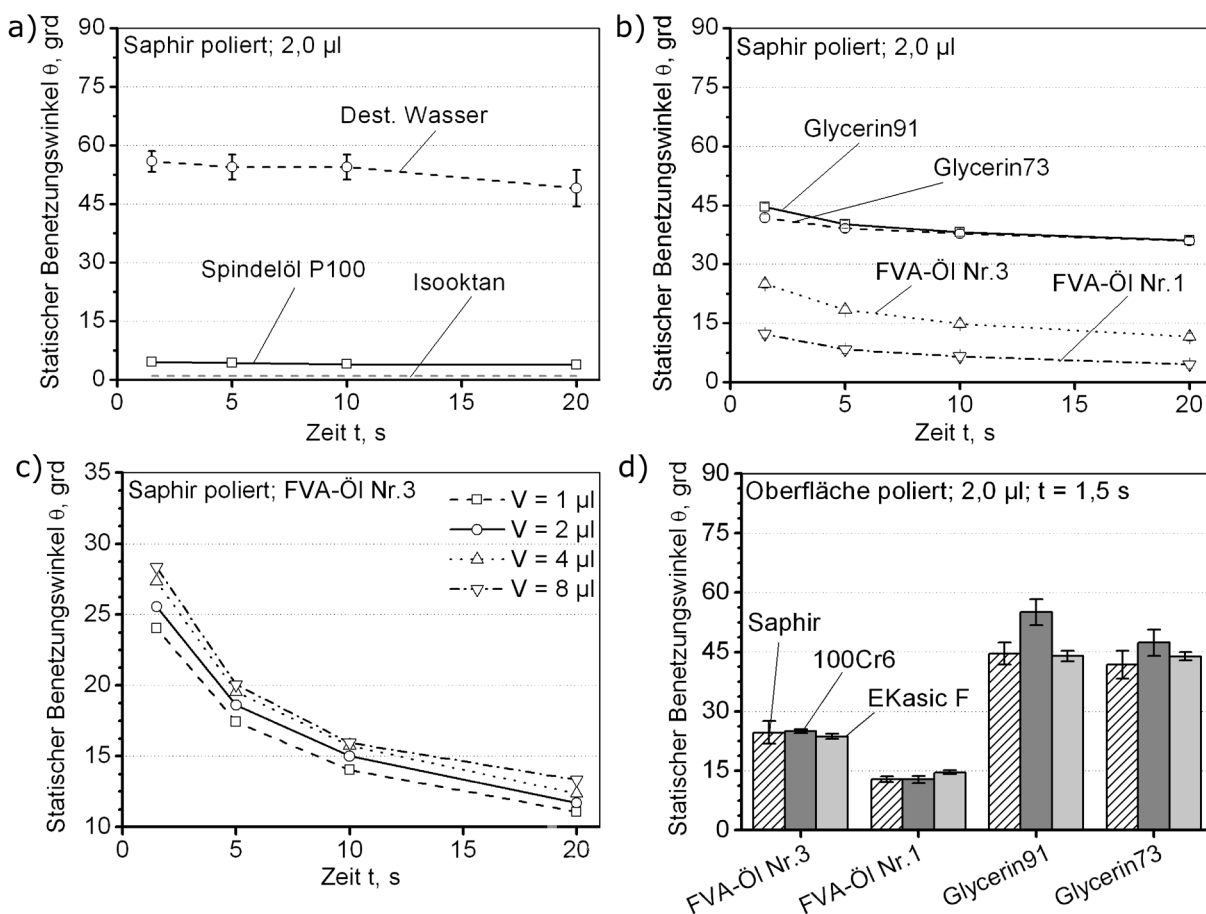 a)
Statischer Benetzungswinkel θ, grd
90
75
60
45
30
15
0
Saphir poliert; 2,0 µl
Dest. Wasser
Spindelöl P100
Isooktan
0 5 10 15 20
Zeit t, s
b)
Statischer Benetzungswinkel θ, grd
90
75
60
45
30
15
0
Saphir poliert; 2,0 µl
Glycerin91
Glycerin73
FVA-Öl Nr.3
FVA-Öl Nr.1
0 5 10 15 20
Zeit t, s
c)
Statischer Benetzungswinkel θ, grd
35
30
25
20
15
10
Saphir poliert; FVA-Öl Nr.3
V = 1 µl
V = 2 µl
V = 4 µl
V = 8 µl
0 5 10 15 20
Zeit t, s
d)
Statischer Benetzungswinkel θ, grd
90
75
60
45
30
15
0
Oberfläche poliert; 2,0 µl; t = 1,5 s
Saphir
100Cr6
EKasic F
FVA-Öl Nr.3
FVA-Öl Nr.1
Glycerin91
Glycerin73